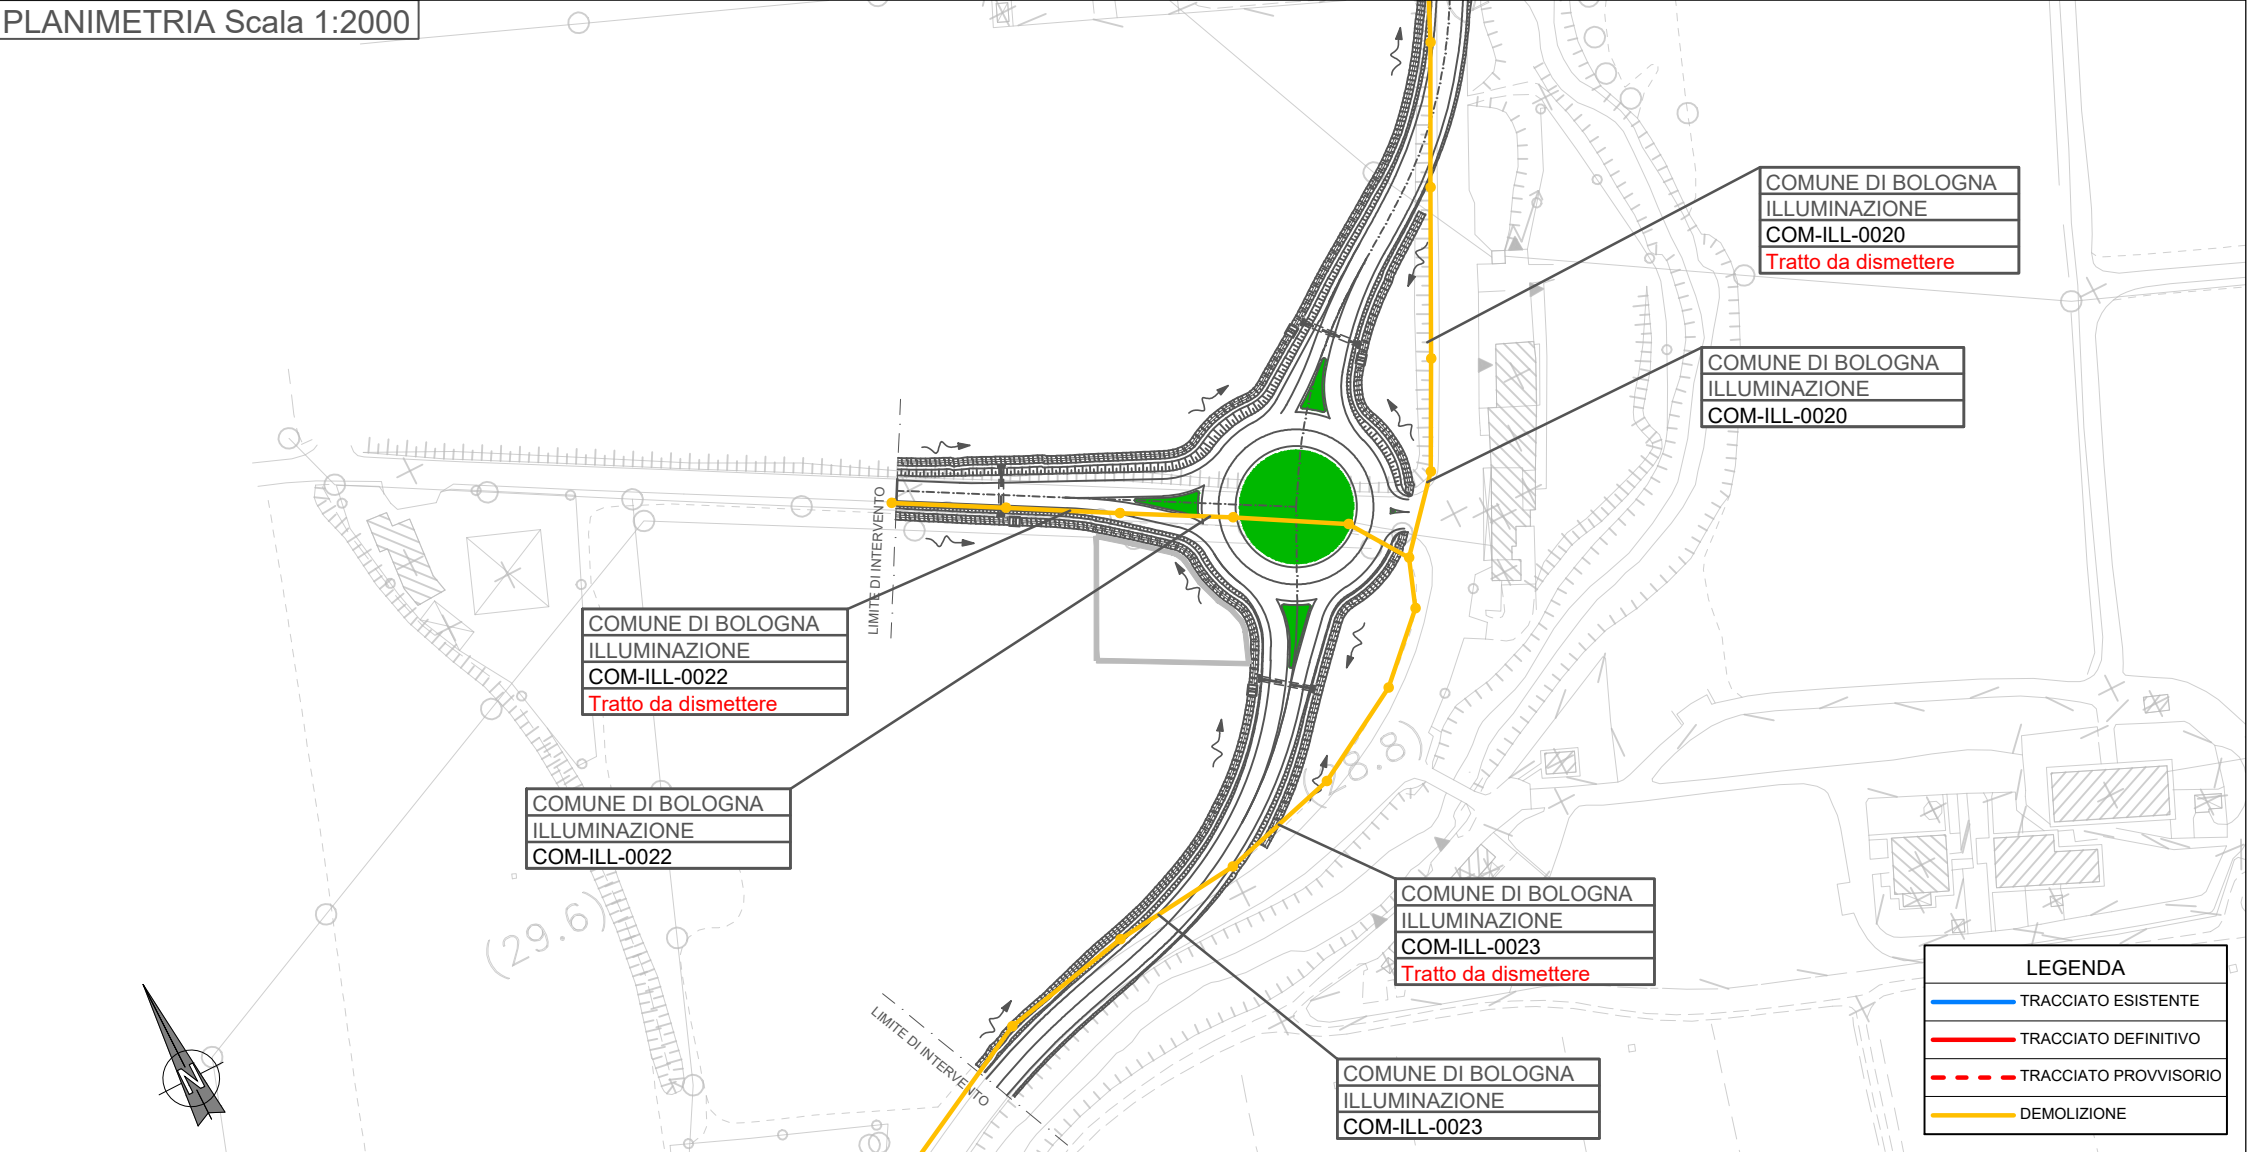 PLANIMETRIA Scala 1:2000
COMUNE DI BOLOGNA
ILLUMINAZIONE
COM-ILL-0020
Tratto da dismettere
COMUNE DI BOLOGNA
ILLUMINAZIONE
COM-ILL-0020
LIMITE DI INTERVENTO
COMUNE DI BOLOGNA
ILLUMINAZIONE
COM-ILL-0022
Tratto da dismettere
COMUNE DI BOLOGNA
ILLUMINAZIONE
COM-ILL-0022
(28.8)
(29.6)
COMUNE DI BOLOGNA
ILLUMINAZIONE
COM-ILL-0023
Tratto da dismettere
LIMITE DI INTERVENTO
COMUNE DI BOLOGNA
ILLUMINAZIONE
COM-ILL-0023
N
LEGENDA
TRACCIATO ESISTENTE
TRACCIATO DEFINITIVO
TRACCIATO PROVVISORIO
DEMOLIZIONE